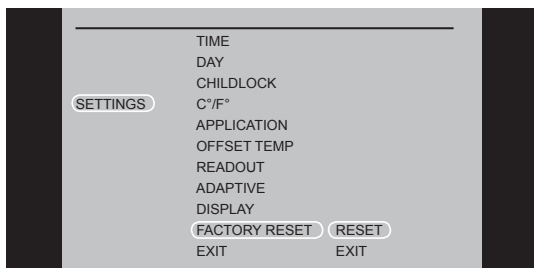 TIME
DAY
CHILDLOCK
SETTINGS C°/F°
APPLICATION
OFFSET TEMP
READOUT
ADAPTIVE
DISPLAY
FACTORY RESET RESET
EXIT EXIT